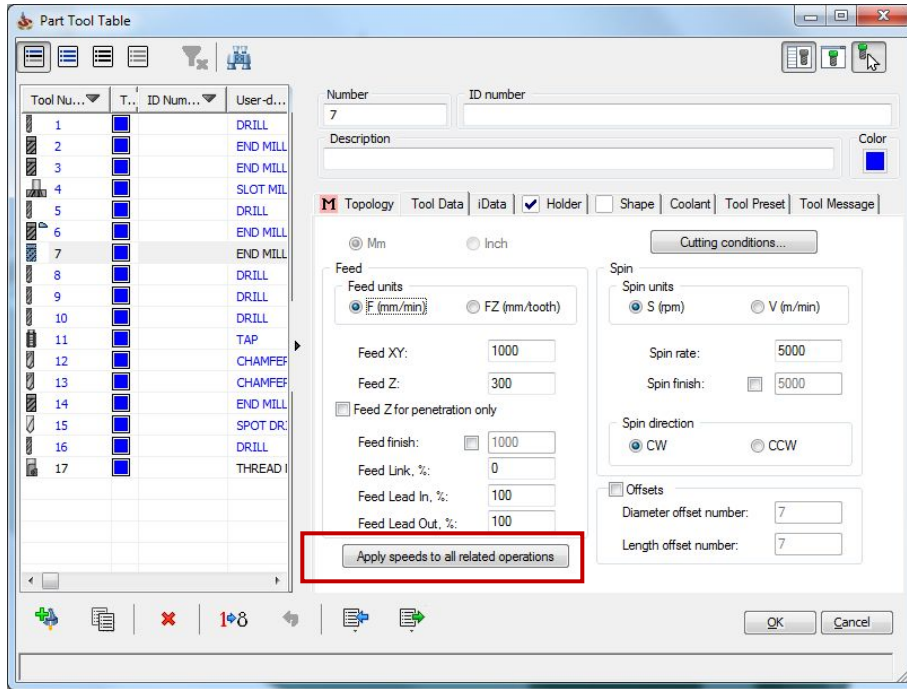 Part Tool Table
Tool Nu... T... ID Num... User-d...
1 DRILL
2 END MILL
3 END MILL
4 SLOT MIL
5 DRILL
6 END MILL
7 END MILL
8 DRILL
9 DRILL
10 DRILL
11 TAP
12 CHAMFER
13 CHAMFER
14 END MILL
15 SPOT DR
16 DRILL
17 THREAD
Number ID number
7
Description Color
M Topology Tool Data iData Holder Shape Coolant Tool Preset Tool Message
Mm Inch Cutting conditions...
Feed
Feed units
F (mm/min) FZ (mm/tooth)
Feed XY: 1000
Feed Z: 300
Feed Z for penetration only
Feed finish: 1000
Feed Link, %: 0
Feed Lead In, %: 100
Feed Lead Out, %: 100
Apply speeds to all related operations
Spin
Spin units
S (rpm) V (m/min)
Spin rate: 5000
Spin finish: 5000
Spin direction
CW CCW
Offsets
Diameter offset number: 7
Length offset number: 7
1 8
OK Cancel